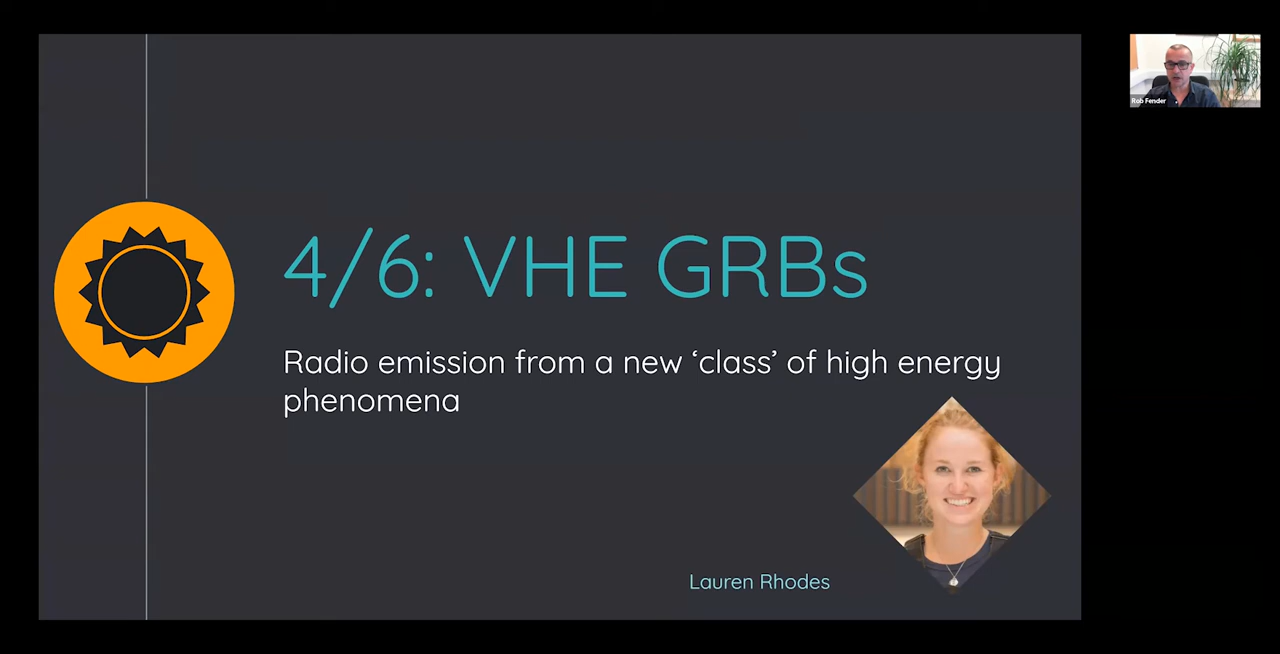 4/6: VHE GRBs
Radio emission from a new ‘class’ of high energy
phenomena
Lauren Rhodes
Rob Fender